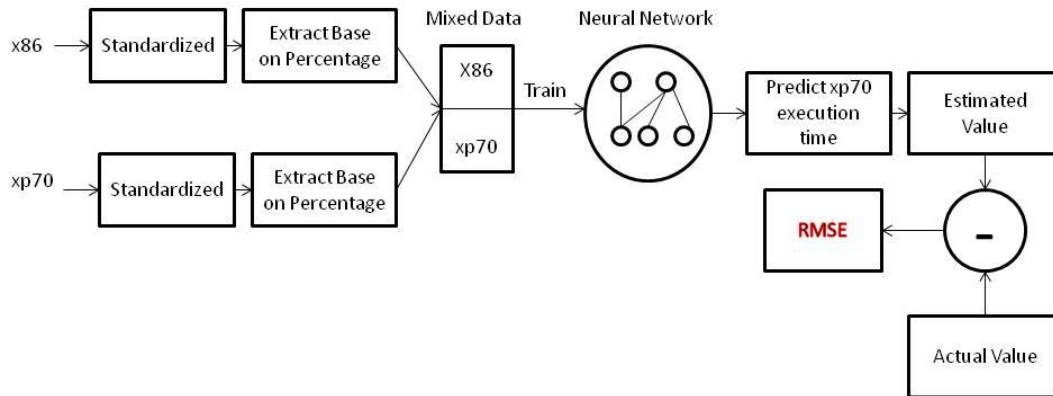 Mixed Data
Neural Network
x86
Standardized
Extract Base
on Percentage
X86
xp70
Train
Predict xp70
execution
time
Estimated
Value
xp70
Standardized
Extract Base
on Percentage
RMSE
-
Actual Value